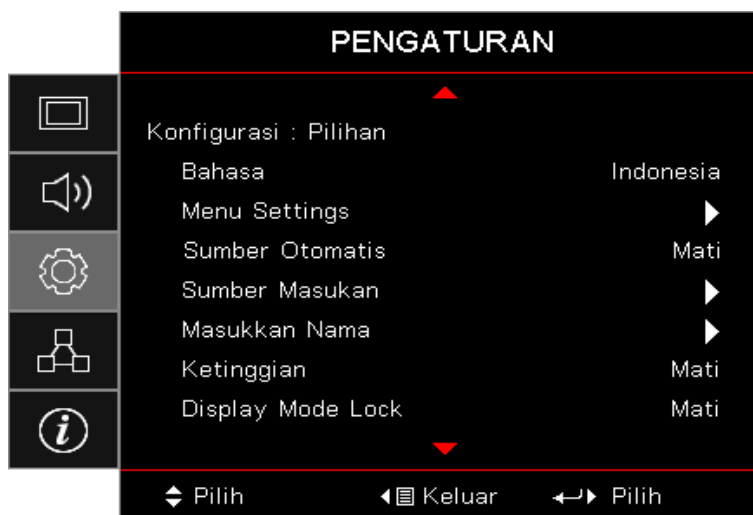 PENGATURAN
Konfigurasi : Pilihan
Bahasa Indonesia
Menu Settings
Sumber Otomatis Mati
Sumber Masukan
Masukkan Nama
Ketinggian Mati
Display Mode Lock Mati
Pilih Keluar Pilih